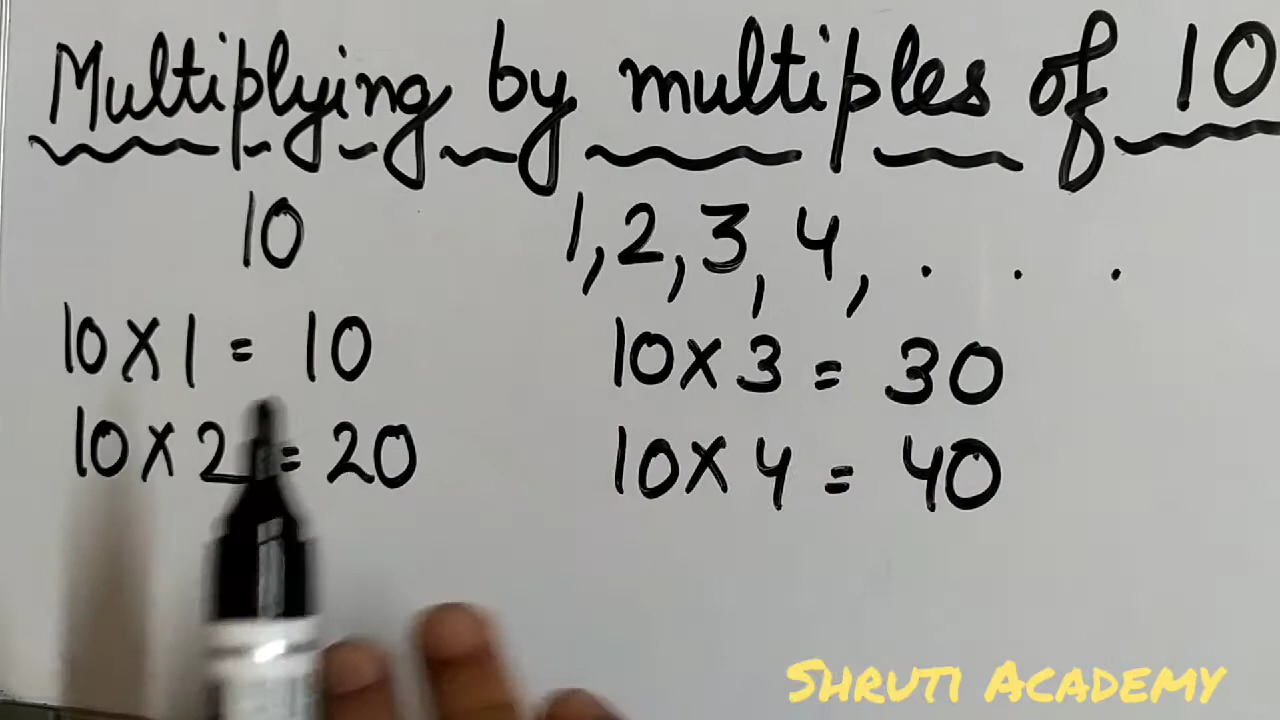 Multiplying by multiples of 10
10 1, 2, 3, 4, . . .
10 X 1 = 10 10 X 3 = 30
10 X 2 = 20 10 X 4 = 40
SHRUTI ACADEMY